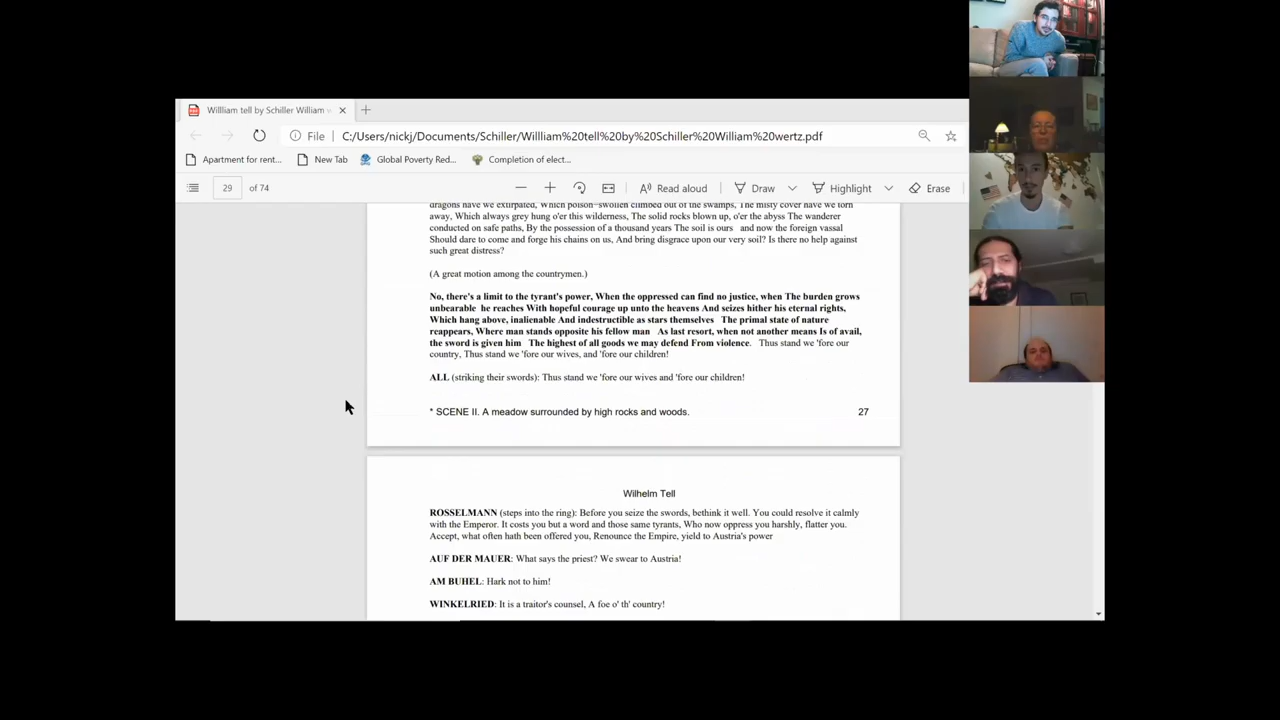 Willliam tell by Schiller William w
File C:/Users/nickj/Documents/Schiller/Willliam%20tell%20by%20Schiller%20William%20wertz.pdf
Apartment for rent... New Tab Global Poverty Red... Completion of elect...
29 of 74 Read aloud Draw Highlight Erase
dragons have we extirpated, Which poison-swollen climbed out of the swamps, The misty cover have we torn
away, Which always grey hung o'er this wilderness, The solid rocks blown up, o'er the abyss The wanderer
conducted on safe paths, By the possession of a thousand years The soil is ours and now the foreign vassal
Should dare to come and forge his chains on us, And bring disgrace upon our very soil? Is there no help against
such great distress?
(A great motion among the countrymen.)
No, there's a limit to the tyrant's power, When the oppressed can find no justice, when The burden grows
unbearable he reaches With hopeful courage up unto the heavens And seizes hither his eternal rights,
Which hang above, inalienable And indestructible as stars themselves The primal state of nature
reappears, Where man stands opposite his fellow man As last resort, when not another means Is of avail,
the sword is given him The highest of all goods we may defend From violence. Thus stand we 'fore our
country, Thus stand we 'fore our wives, and 'fore our children!
ALL (striking their swords): Thus stand we 'fore our wives and 'fore our children!
* SCENE II. A meadow surrounded by high rocks and woods. 27
Wilhelm Tell
ROSSELMANN (steps into the ring): Before you seize the swords, bethink it well. You could resolve it calmly
with the Emperor. It costs you but a word and those same tyrants, Who now oppress you harshly, flatter you.
Accept, what often hath been offered you, Renounce the Empire, yield to Austria's power
AUF DER MAUER: What says the priest? We swear to Austria!
AM BUHEL: Hark not to him!
WINKELRIED: It is a traitor's counsel, A foe o' th' country!